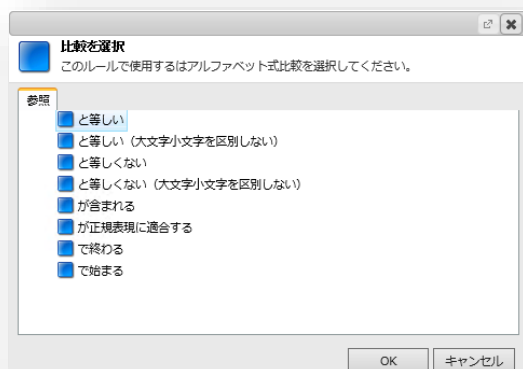 比較を選択
このルールで使用するはアルファベット式比較を選択してください。
参照
と等しい
と等しい（大文字小文字を区別しない）
と等しくない
と等しくない（大文字小文字を区別しない）
が含まれる
が正規表現に適合する
で終わる
で始まる
OK キャンセル